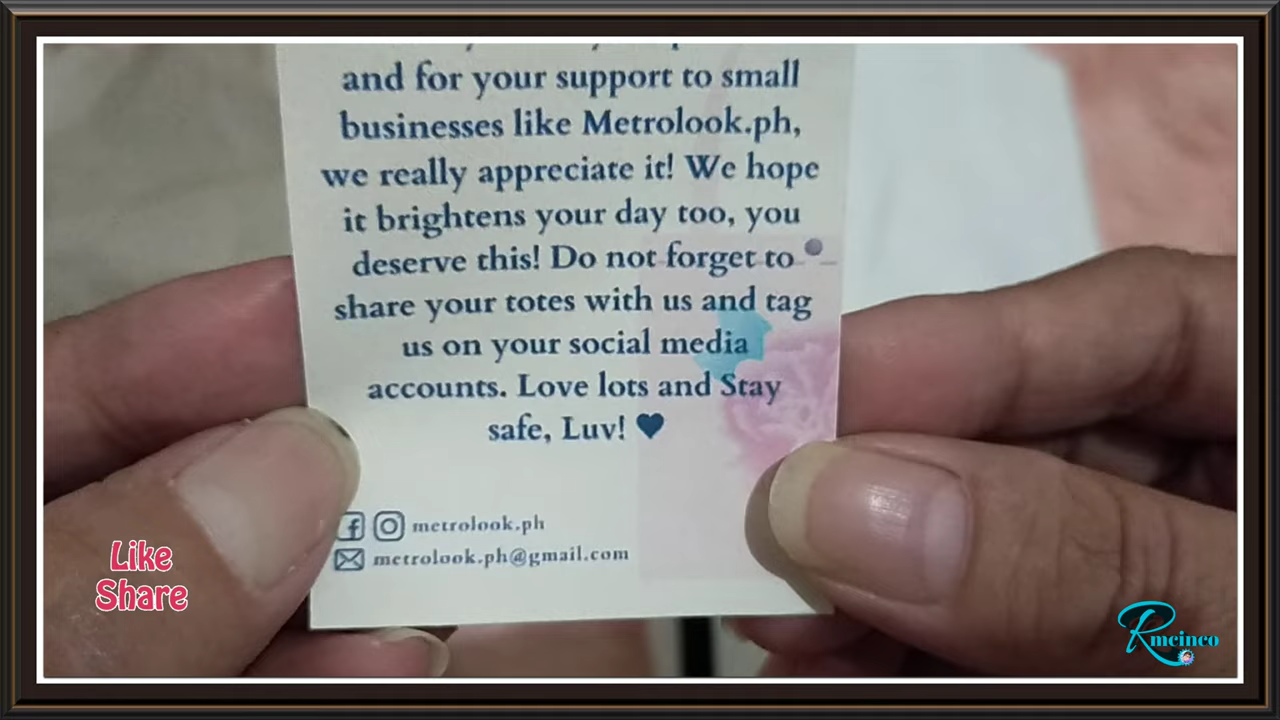 and for your support to small
businesses like Metrolook.ph,
we really appreciate it! We hope
it brightens your day too, you
deserve this! Do not forget to
share your totes with us and tag
us on your social media
accounts. Love lots and Stay
safe, Luv! ♥
metrolook.ph
metrolook.ph@gmail.com
Like
Share
Rmcinco